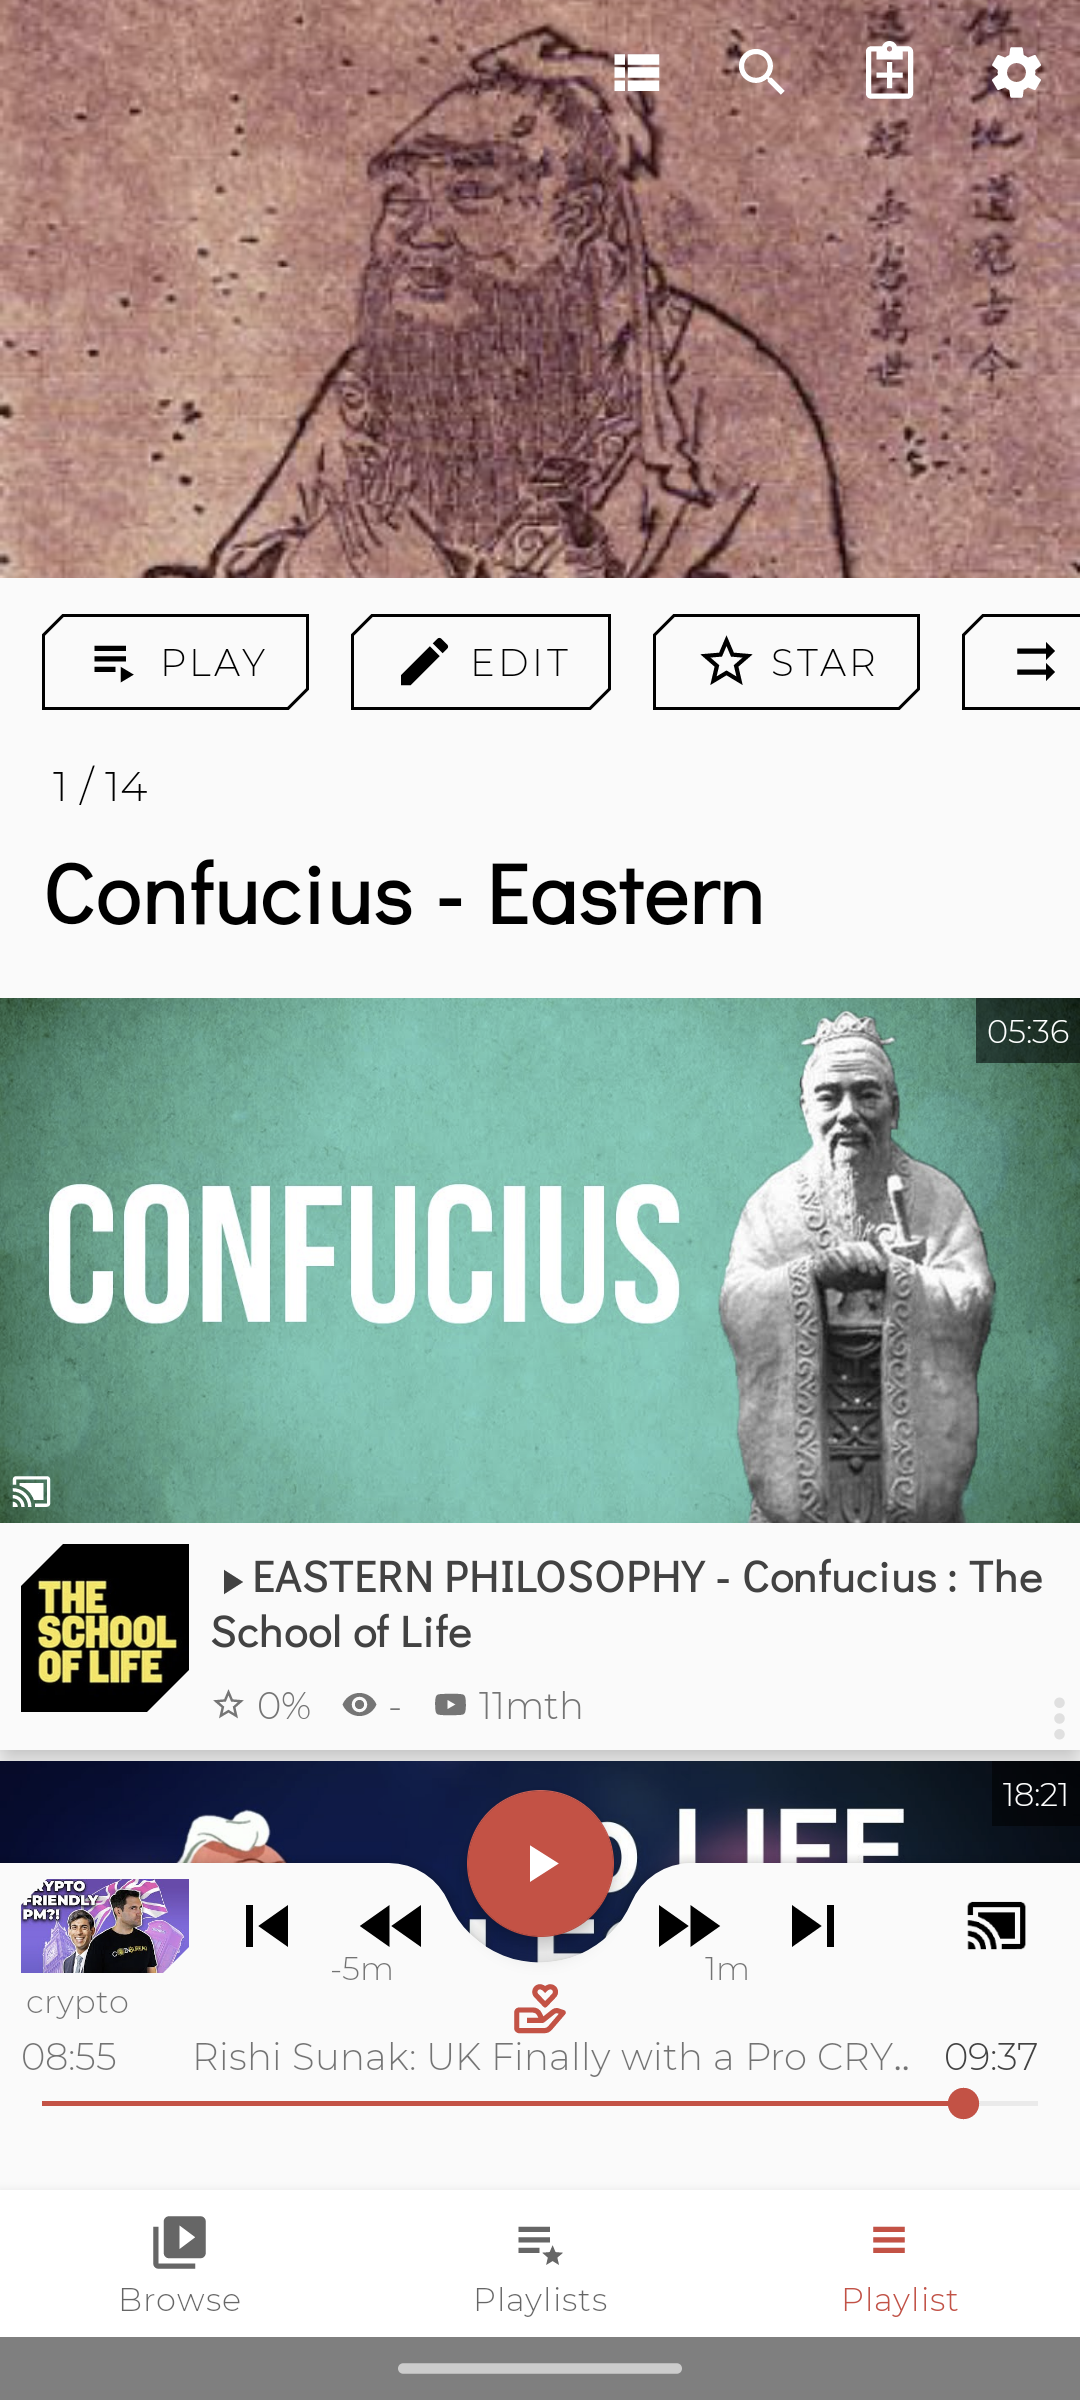 PLAY
EDIT
STAR
1 / 14
Confucius - Eastern
05:36
CONFUCIUS
THE
SCHOOL
OF LIFE
EASTERN PHILOSOPHY - Confucius : The
School of Life
0%
-
11mth
18:21
LIFE
FRIENDLY
PM?!
-5m
1m
crypto
08:55
Rishi Sunak: UK Finally with a Pro CRY..
09:37
Browse
Playlists
Playlist